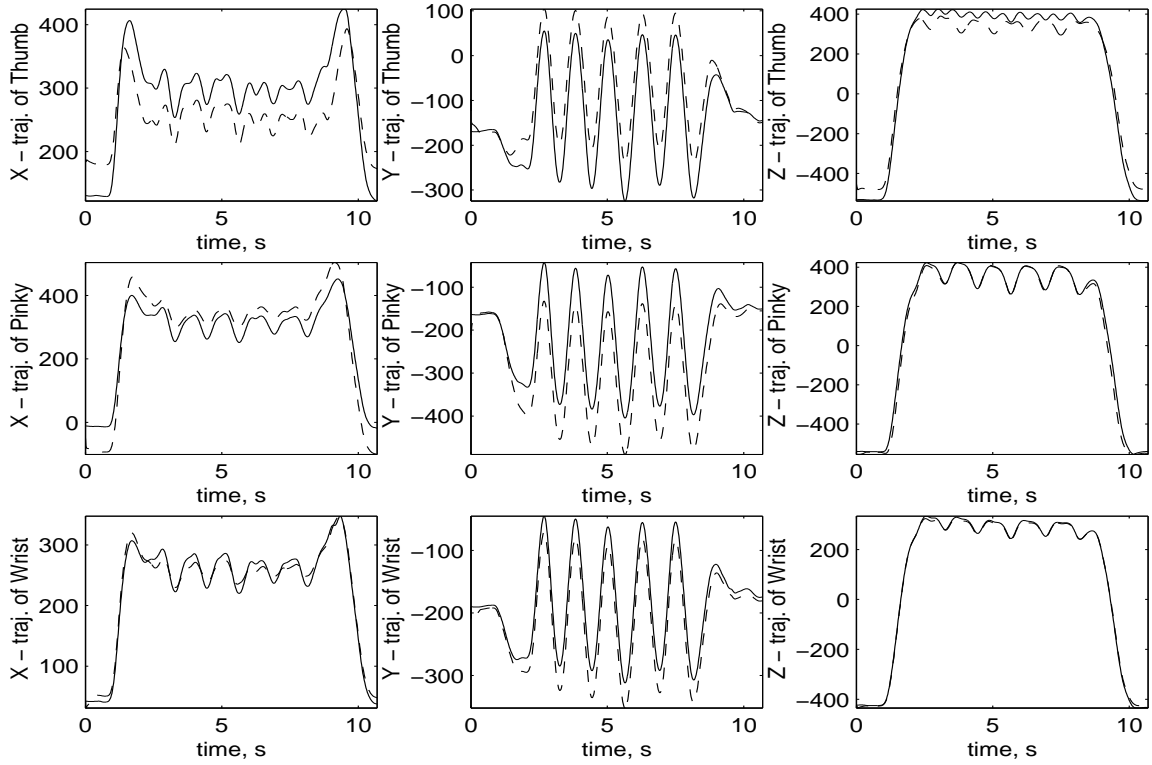 X − traj. of Thumb
400
300
200
0 5 10
time, s
Y − traj. of Thumb
100
0
−100
−200
−300
0 5 10
time, s
Z − traj. of Thumb
400
200
0
−200
−400
0 5 10
time, s
X − traj. of Pinky
400
200
0
0 5 10
time, s
Y − traj. of Pinky
−100
−200
−300
−400
0 5 10
time, s
Z − traj. of Pinky
400
200
0
−200
−400
0 5 10
time, s
X − traj. of Wrist
300
200
100
0 5 10
time, s
Y − traj. of Wrist
−100
−200
−300
0 5 10
time, s
Z − traj. of Wrist
200
0
−200
−400
0 5 10
time, s